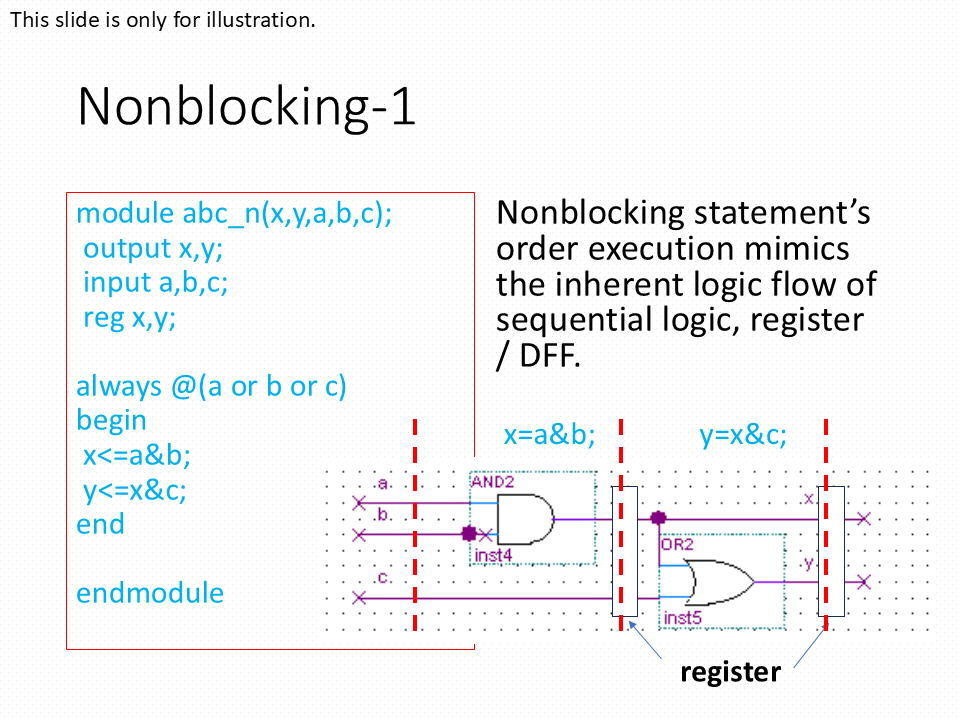 This slide is only for illustration.
Nonblocking-1
module abc_n(x,y,a,b,c);
output x,y;
input a,b,c;
reg x,y;
always @(a or b or c)
begin
x<=a&b;
y<=x&c;
end
endmodule
Nonblocking statement’s
order execution mimics
the inherent logic flow of
sequential logic, register
/ DFF.
x=a&b;
y=x&c;
a
AND2
b
inst4
c
x
OR2
y
inst5
register